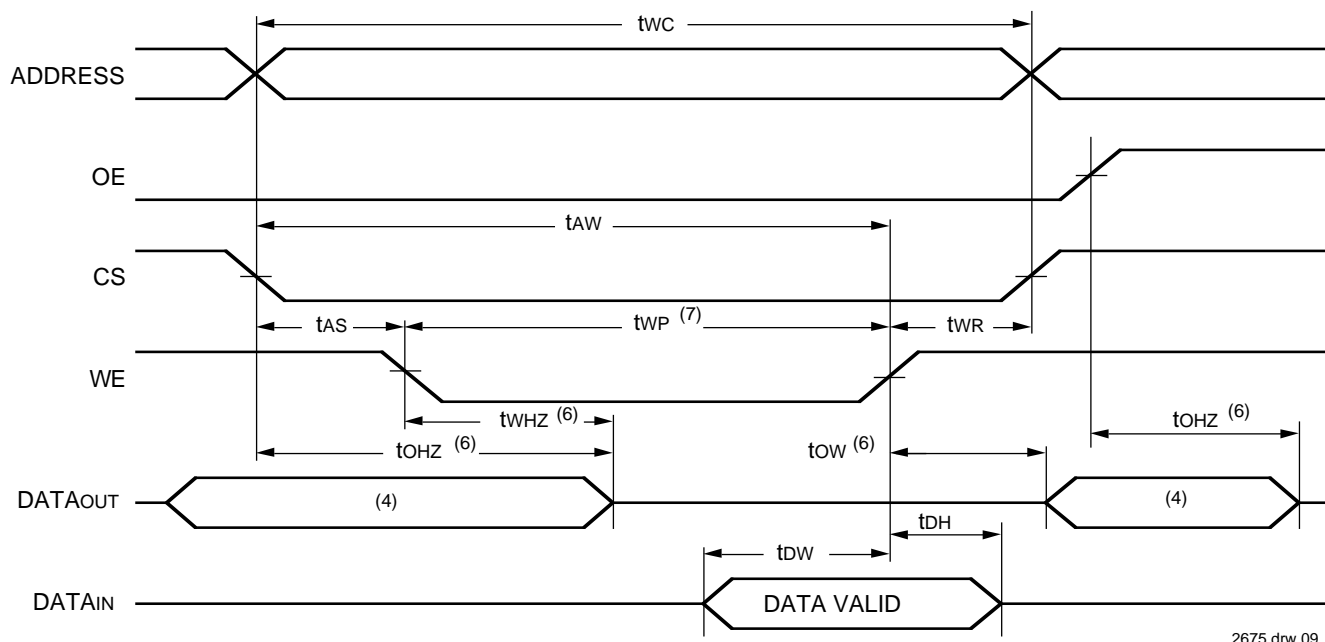 tWC
ADDRESS
OE
tAW
CS
tAS
tWP (7)
tWR
WE
tWHZ (6)
tOHZ (6)
tOW (6)
tOHZ (6)
DATAOUT
(4)
(4)
tDH
tDW
DATAIN
DATA VALID
2675 drw 09